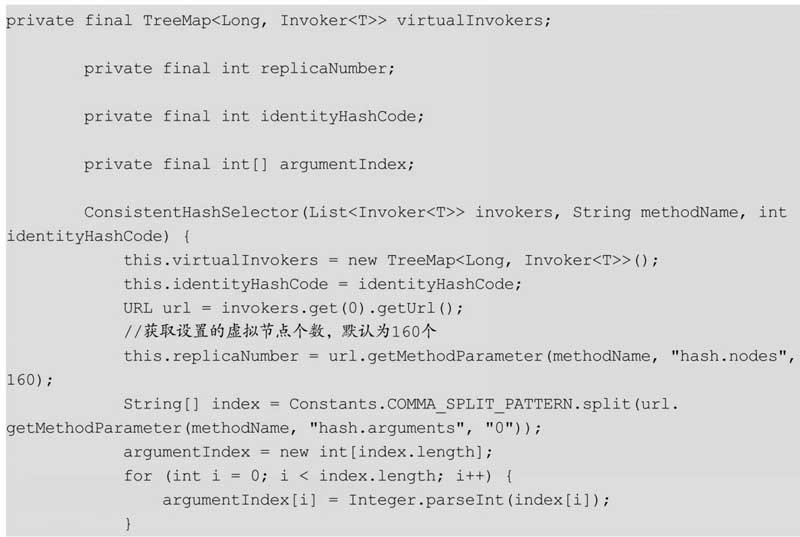 private final TreeMap<Long, Invoker<T>> virtualInvokers;
private final int replicaNumber;
private final int identityHashCode;
private final int[] argumentIndex;
ConsistentHashSelector(List<Invoker<T>> invokers, String methodName, int
identityHashCode) {
this.virtualInvokers = new TreeMap<Long, Invoker<T>>();
this.identityHashCode = identityHashCode;
URL url = invokers.get(0).getUrl();
//获取设置的虚拟节点个数，默认为160个
this.replicaNumber = url.getMethodParameter(methodName, "hash.nodes",
160);
String[] index = Constants.COMMA_SPLIT_PATTERN.split(url.
getMethodParameter(methodName, "hash.arguments", "0"));
argumentIndex = new int[index.length];
for (int i = 0; i < index.length; i++) {
argumentIndex[i] = Integer.parseInt(index[i]);
}